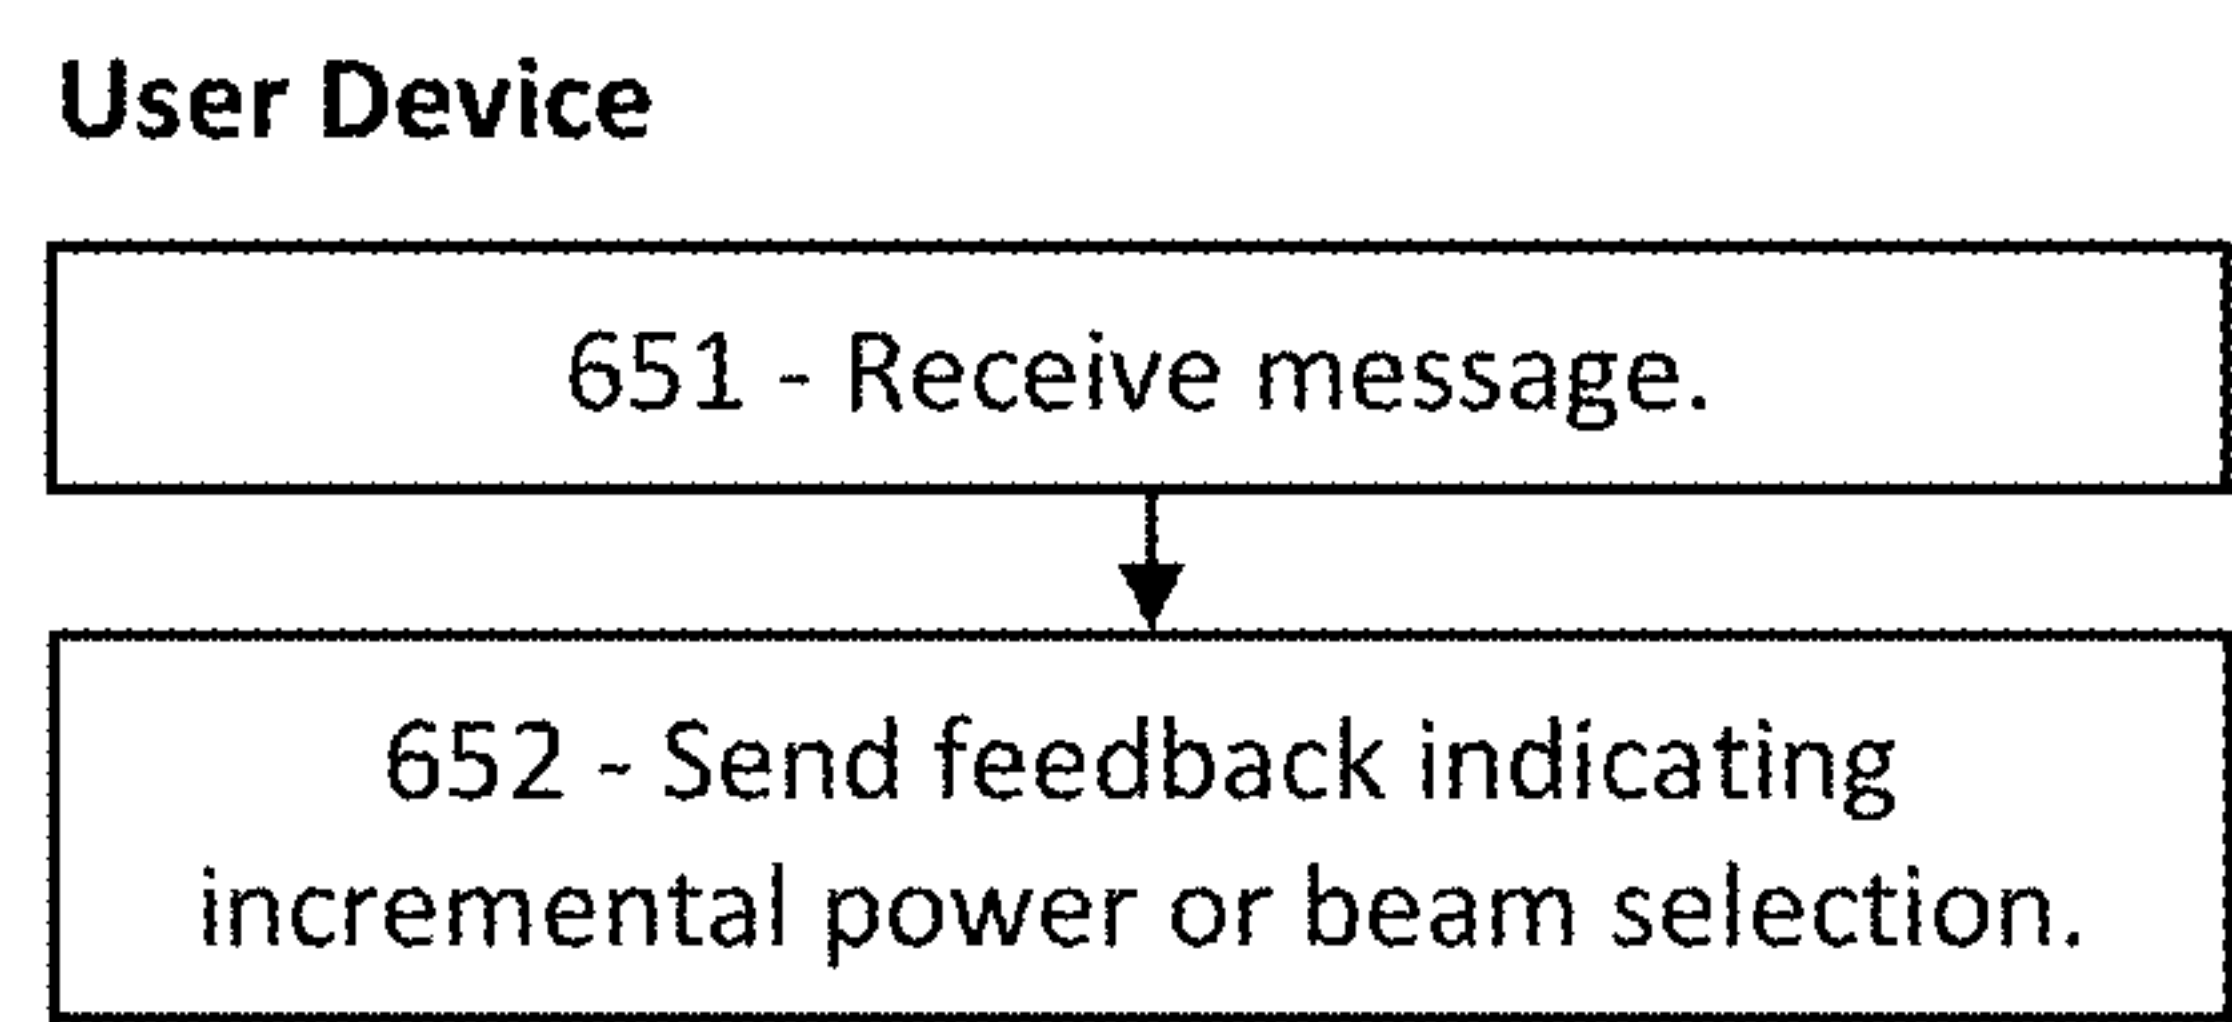 User Device
651 - Receive message.
652 - Send feedback indicating
incremental power or beam selection.